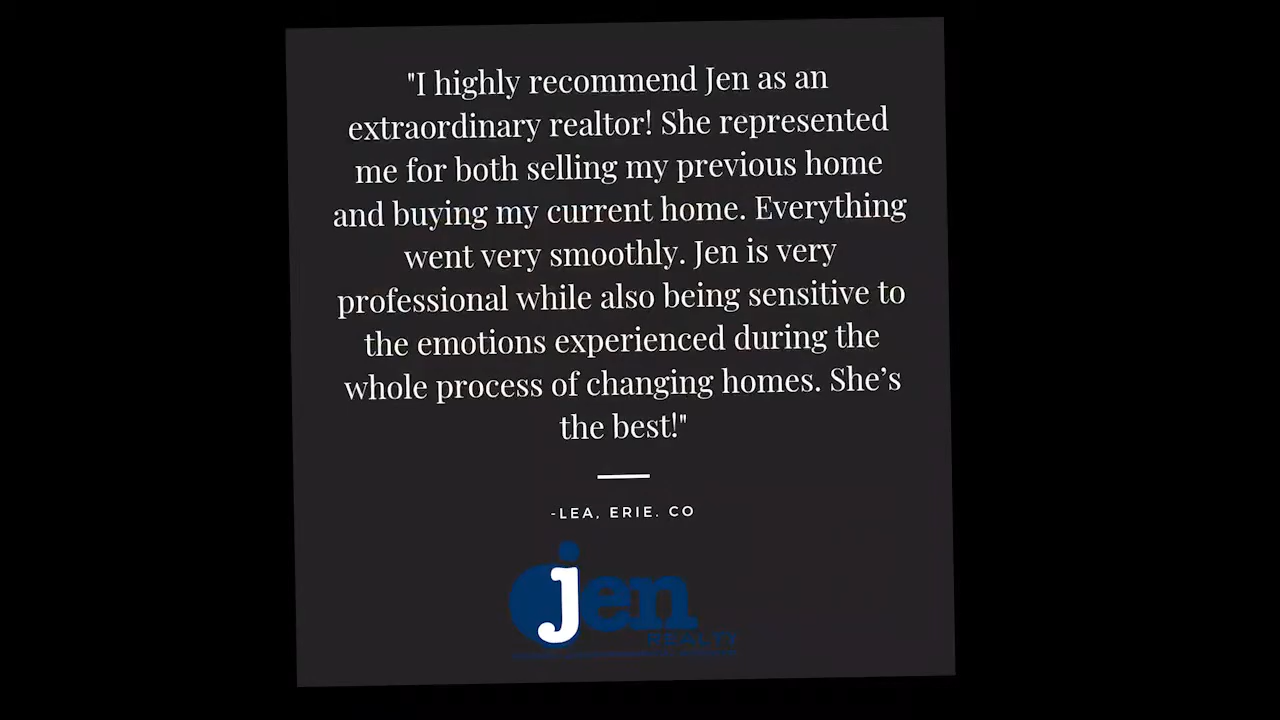 "I highly recommend Jen as an
extraordinary realtor! She represented
me for both selling my previous home
and buying my current home. Everything
went very smoothly. Jen is very
professional while also being sensitive to
the emotions experienced during the
whole process of changing homes. She’s
the best!"
-LEA, ERIE. CO
jen
REALTY